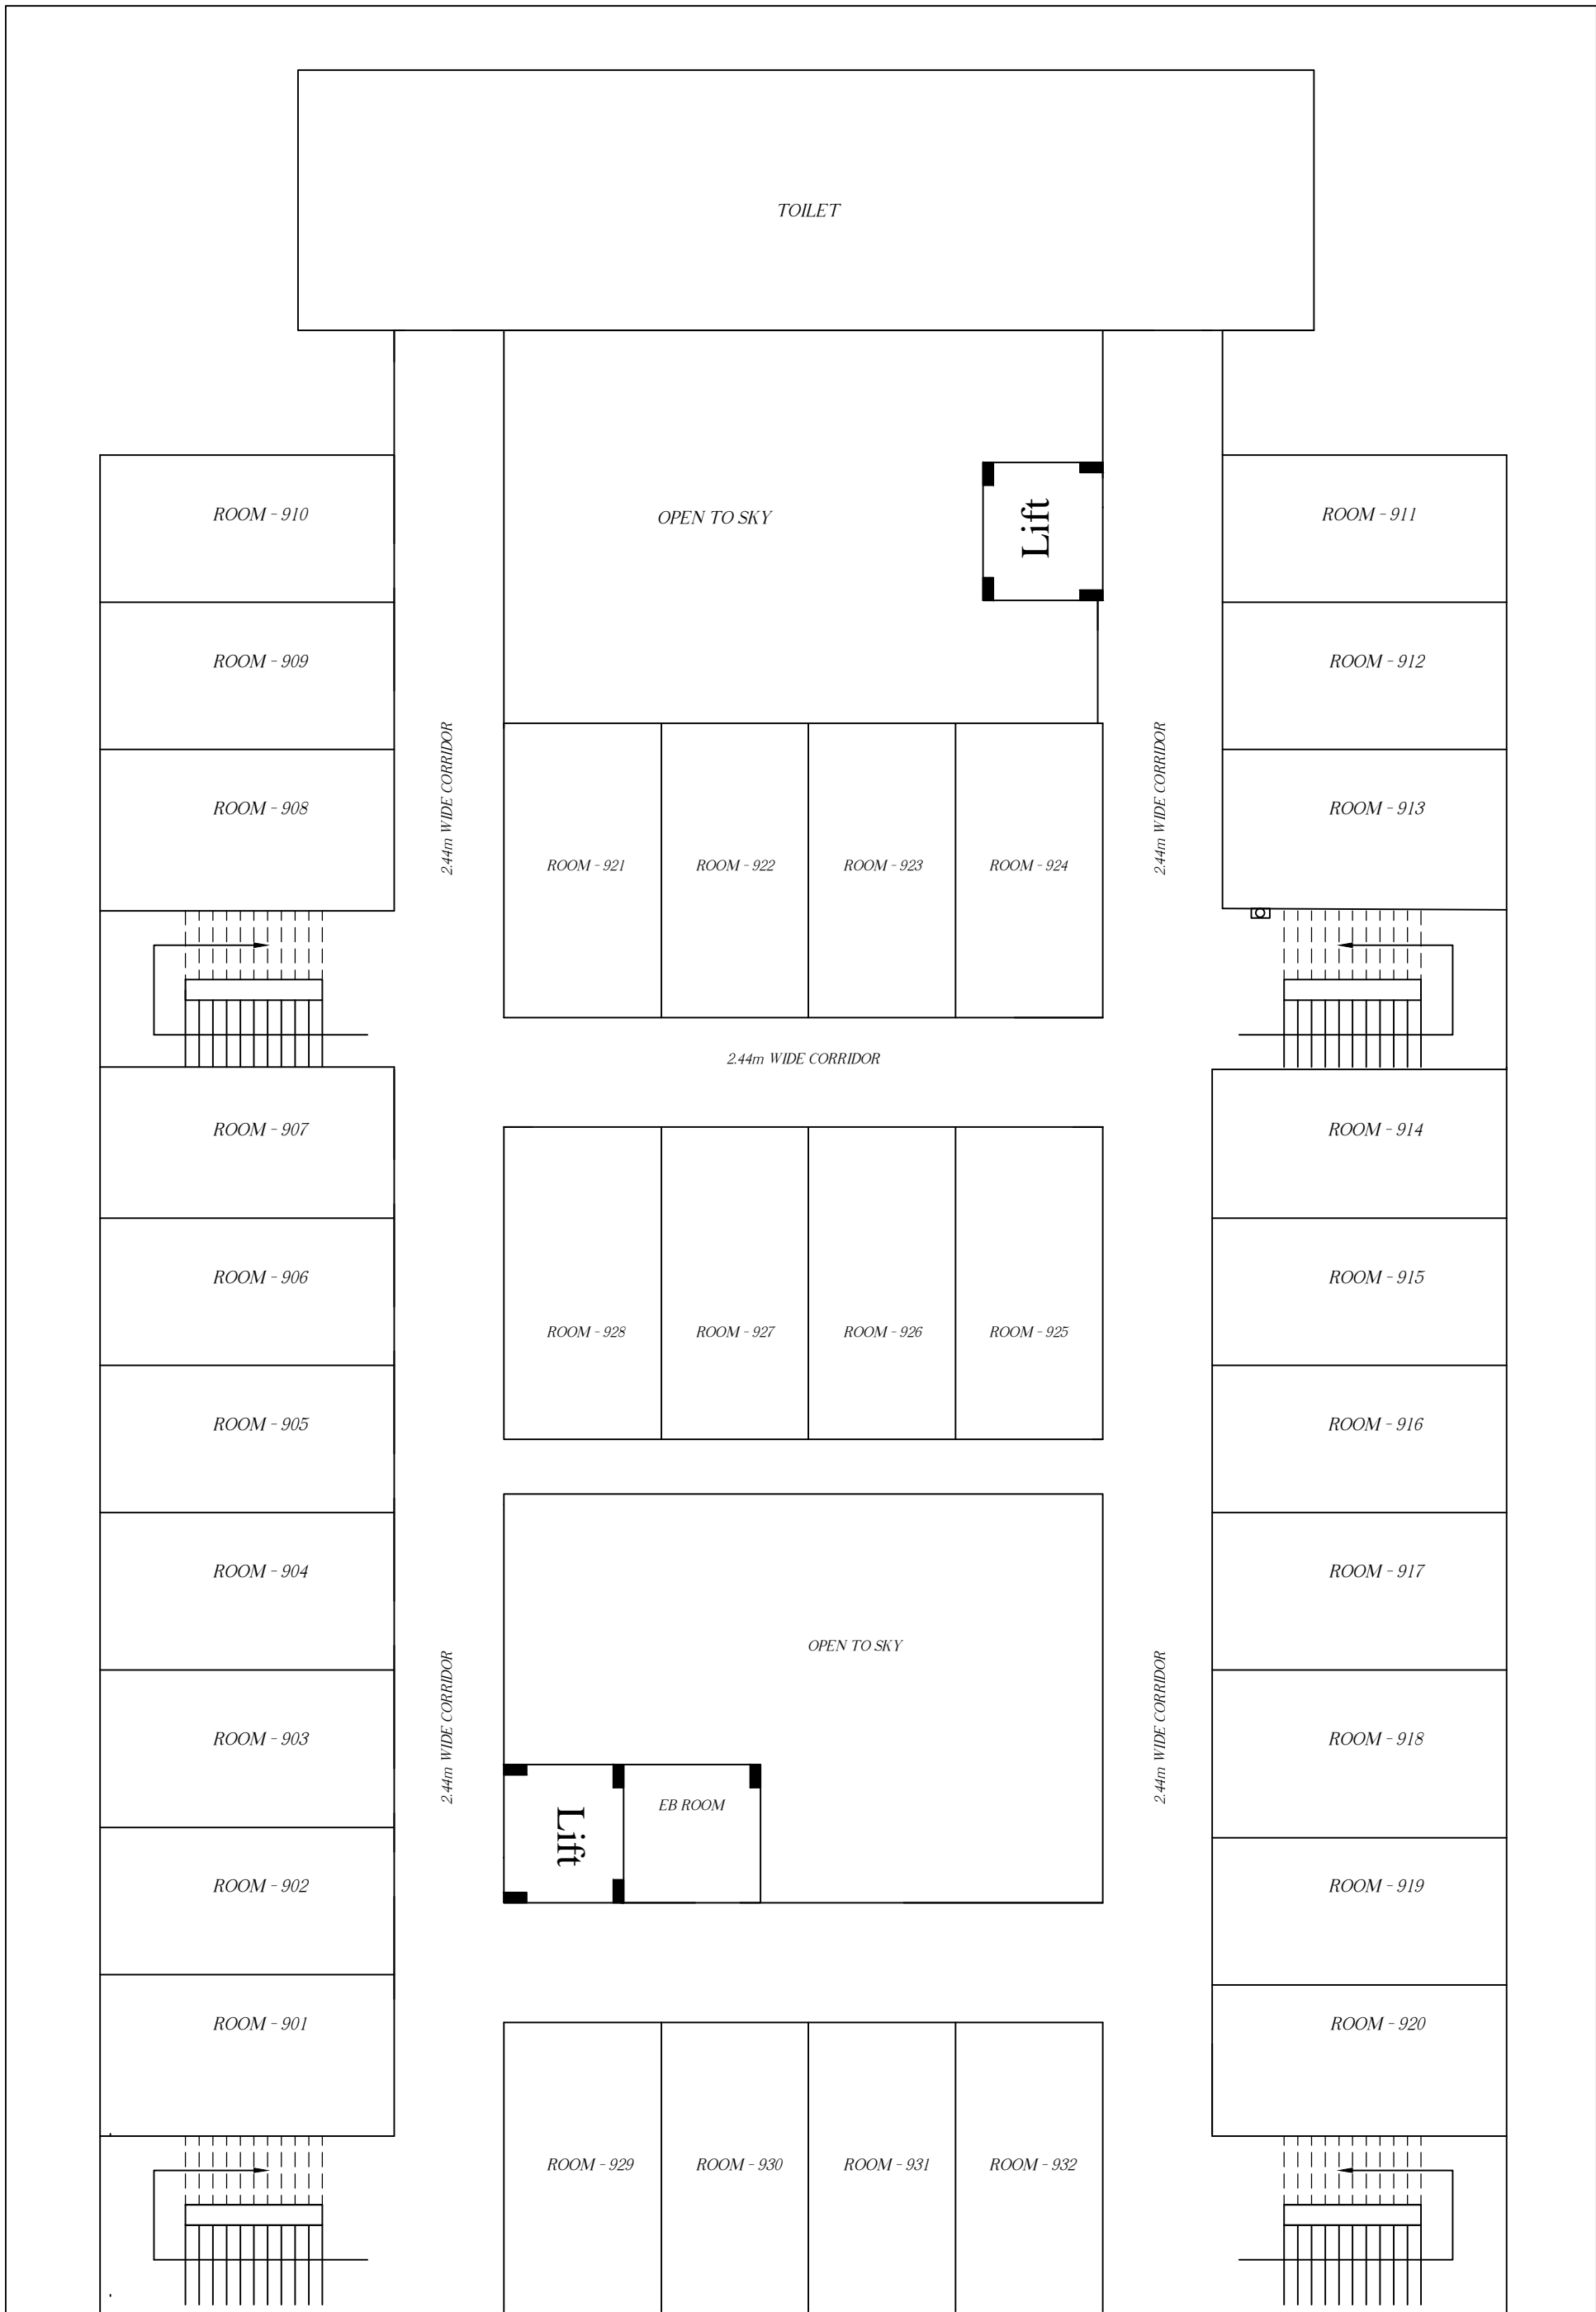 TOILET
ROOM - 910
OPEN TO SKY
Lift
ROOM - 911
ROOM - 909
ROOM - 912
2.44m WIDE CORRIDOR
2.44m WIDE CORRIDOR
ROOM - 908
ROOM - 913
ROOM - 921
ROOM - 922
ROOM - 923
ROOM - 924
2.44m WIDE CORRIDOR
ROOM - 907
ROOM - 914
ROOM - 906
ROOM - 915
ROOM - 928
ROOM - 927
ROOM - 926
ROOM - 925
ROOM - 905
ROOM - 916
ROOM - 904
ROOM - 917
OPEN TO SKY
2.44m WIDE CORRIDOR
2.44m WIDE CORRIDOR
ROOM - 903
ROOM - 918
EB ROOM
Lift
ROOM - 902
ROOM - 919
ROOM - 901
ROOM - 920
ROOM - 929
ROOM - 930
ROOM - 931
ROOM - 932